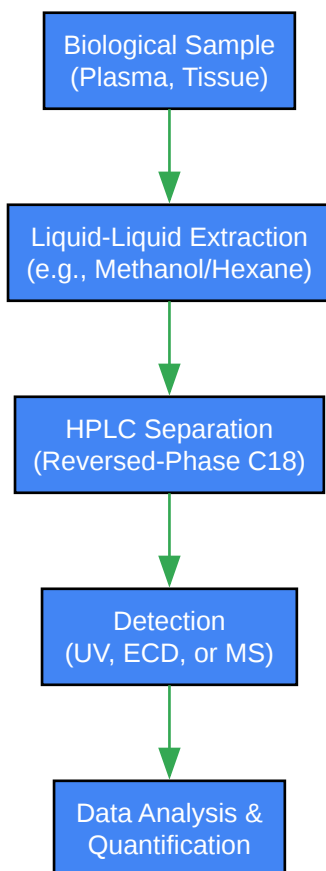 Biological Sample
(Plasma, Tissue)
Liquid-Liquid Extraction
(e.g., Methanol/Hexane)
HPLC Separation
(Reversed-Phase C18)
Detection
(UV, ECD, or MS)
Data Analysis &
Quantification